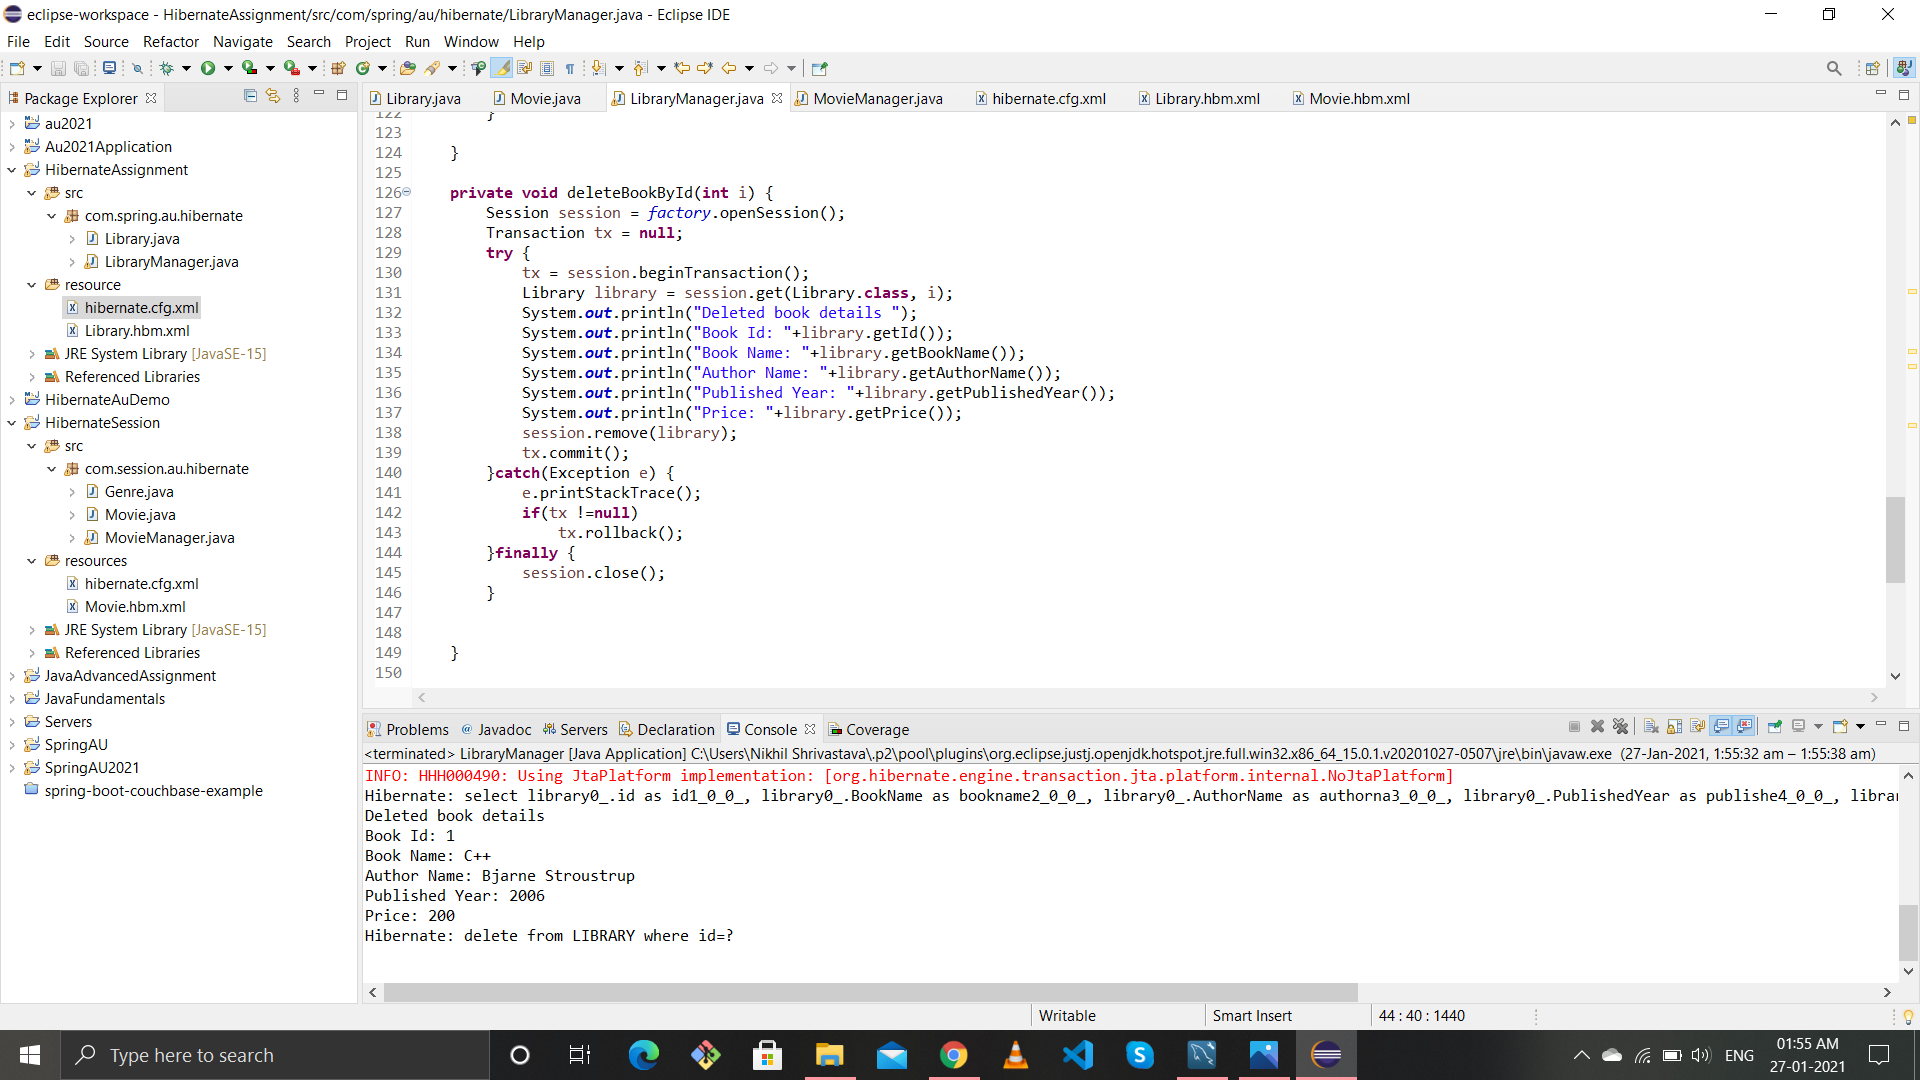 eclipse-workspace - HibernateAssignment/src/com/spring/au/hibernate/LibraryManager.java - Eclipse IDE
File Edit Source Refactor Navigate Search Project Run Window Help
Package Explorer
au2021
Au2021Application
HibernateAssignment
src
com.spring.au.hibernate
Library.java
LibraryManager.java
resource
hibernate.cfg.xml
Library.hbm.xml
JRE System Library [JavaSE-15]
Referenced Libraries
HibernateAuDemo
HibernateSession
src
com.session.au.hibernate
Genre.java
Movie.java
MovieManager.java
resources
hibernate.cfg.xml
Movie.hbm.xml
JRE System Library [JavaSE-15]
Referenced Libraries
JavaAdvancedAssignment
JavaFundamentals
Servers
SpringAU
SpringAU2021
spring-boot-couchbase-example
Library.java Movie.java LibraryManager.java MovieManager.java hibernate.cfg.xml Library.hbm.xml Movie.hbm.xml
122 }
123
124 }
125
126 private void deleteBookById(int i) {
127 Session session = factory.openSession();
128 Transaction tx = null;
129 try {
130 tx = session.beginTransaction();
131 Library library = session.get(Library.class, i);
132 System.out.println("Deleted book details ");
133 System.out.println("Book Id: "+library.getId());
134 System.out.println("Book Name: "+library.getBookName());
135 System.out.println("Author Name: "+library.getAuthorName());
136 System.out.println("Published Year: "+library.getPublishedYear());
137 System.out.println("Price: "+library.getPrice());
138 session.remove(library);
139 tx.commit();
140 }catch(Exception e) {
141 e.printStackTrace();
142 if(tx !=null)
143 tx.rollback();
144 }finally {
145 session.close();
146 }
147
148
149 }
150
Problems Javadoc Servers Declaration Console Coverage
<terminated> LibraryManager [Java Application] C:\Users\Nikhil Shrivastava\.p2\pool\plugins\org.eclipse.justj.openjdk.hotspot.jre.full.win32.x86_64_15.0.1.v20201027-0507\jre\bin\javaw.exe (27-Jan-2021, 1:55:32 am – 1:55:38 am)
INFO: HHH000490: Using JtaPlatform implementation: [org.hibernate.engine.transaction.jta.platform.internal.NoJtaPlatform]
Hibernate: select library0_.id as id1_0_0_, library0_.BookName as bookname2_0_0_, library0_.AuthorName as authorna3_0_0_, library0_.PublishedYear as publishe4_0_0_, librar
Deleted book details
Book Id: 1
Book Name: C++
Author Name: Bjarne Stroustrup
Published Year: 2006
Price: 200
Hibernate: delete from LIBRARY where id=?
Writable Smart Insert 44 : 40 : 1440
Type here to search
ENG
01:55 AM
27-01-2021